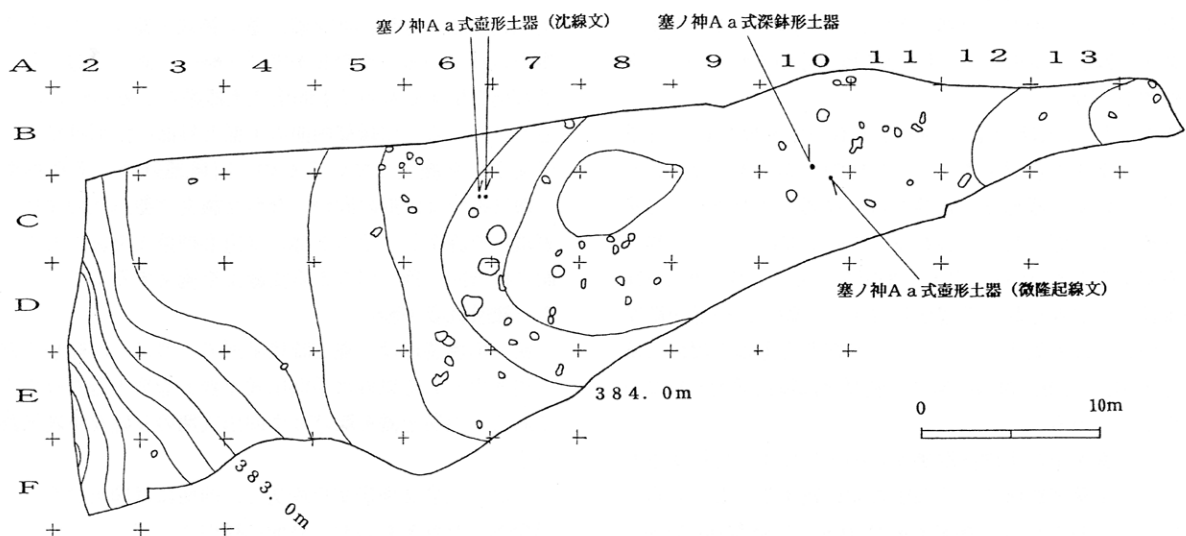 塞ノ神Aa式壺形土器（沈線文）
塞ノ神Aa式深鉢形土器
A 2 3 4 5 6 7 8 9 10 11 12 13
B
C
塞ノ神Aa式壺形土器（微隆起線文）
D
E
384.0m
0 10m
383.0m
F